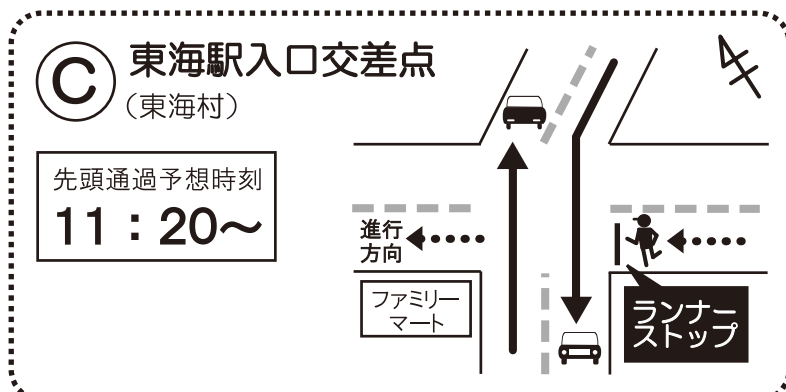 C
東海駅入口交差点
（東海村）
先頭通過予想時刻
11：20～
進行
方向
ファミリー
マート
ランナー
ストップ